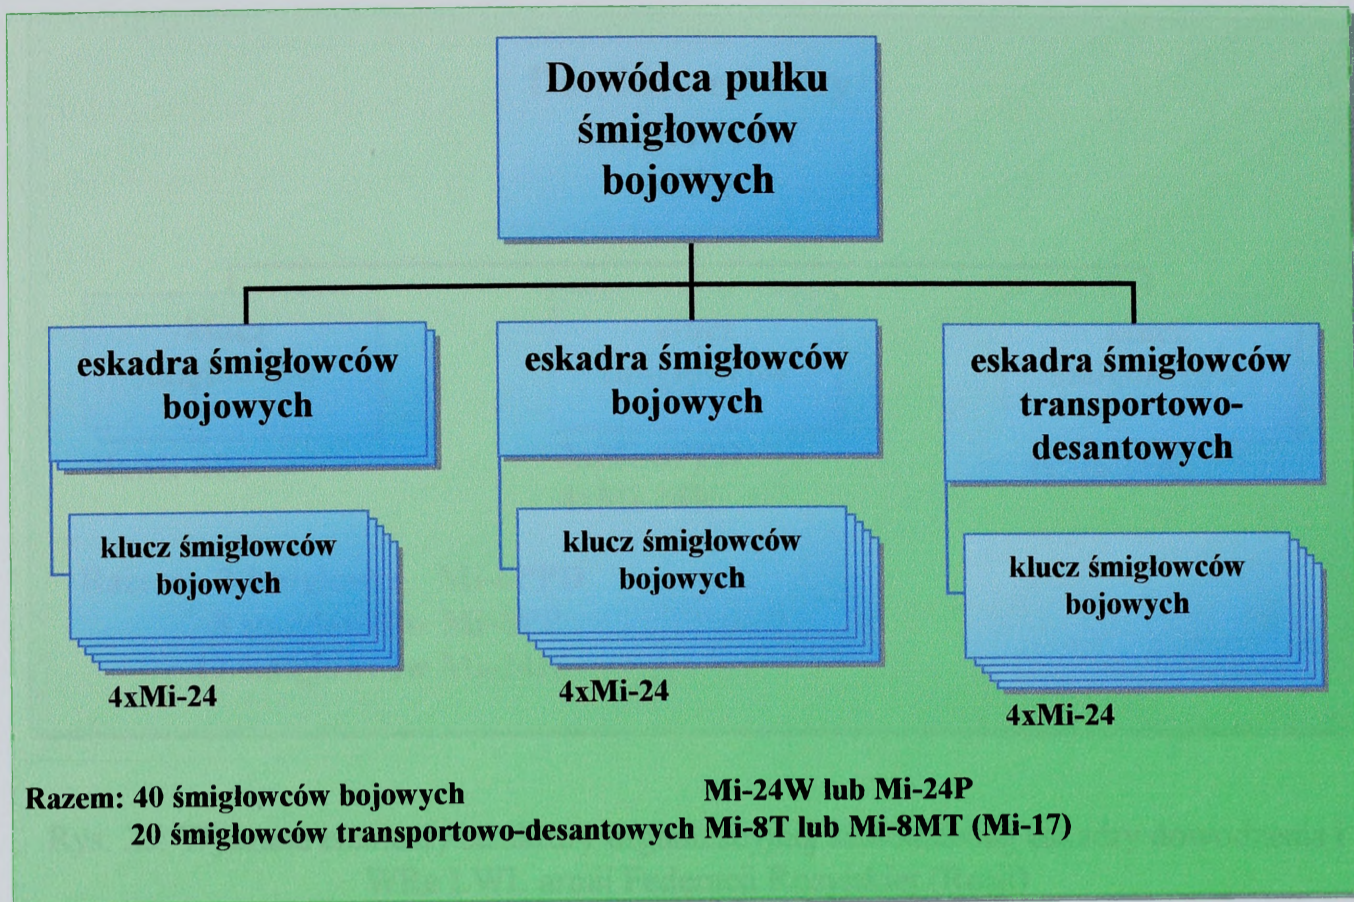 Dowódca pułku
śmigłowców
bojowych
eskadra śmigłowców
bojowych
eskadra śmigłowców
bojowych
eskadra śmigłowców
transportowo-
desantowych
klucz śmigłowców
bojowych
klucz śmigłowców
bojowych
klucz śmigłowców
bojowych
4xMi-24
4xMi-24
4xMi-24
Razem: 40 śmigłowców bojowych Mi-24W lub Mi-24P
20 śmigłowców transportowo-desantowych Mi-8T lub Mi-8MT (Mi-17)